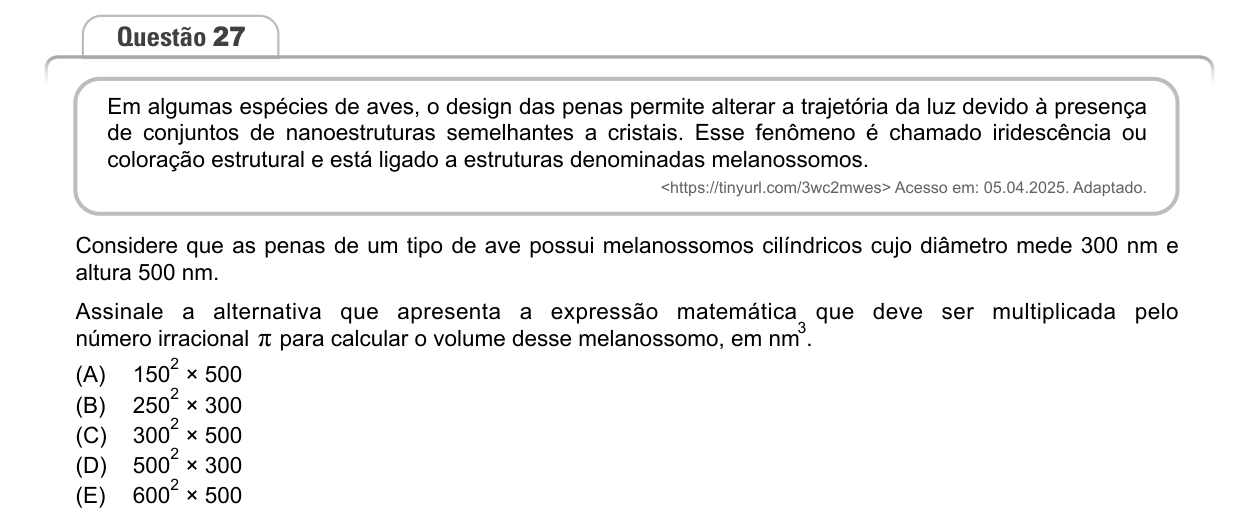 Questão 27
Em algumas espécies de aves, o design das penas permite alterar a trajetória da luz devido à presença
de conjuntos de nanoestruturas semelhantes a cristais. Esse fenômeno é chamado iridescência ou
coloração estrutural e está ligado a estruturas denominadas melanossomos.
<https://tinyurl.com/3wc2mwes> Acesso em: 05.04.2025. Adaptado.
Considere que as penas de um tipo de ave possui melanossomos cilíndricos cujo diâmetro mede 300 nm e
altura 500 nm.
Assinale a alternativa que apresenta a expressão matemática que deve ser multiplicada pelo
número irracional π para calcular o volume desse melanossomo, em nm³.
(A) 150² × 500
(B) 250² × 300
(C) 300² × 500
(D) 500² × 300
(E) 600² × 500